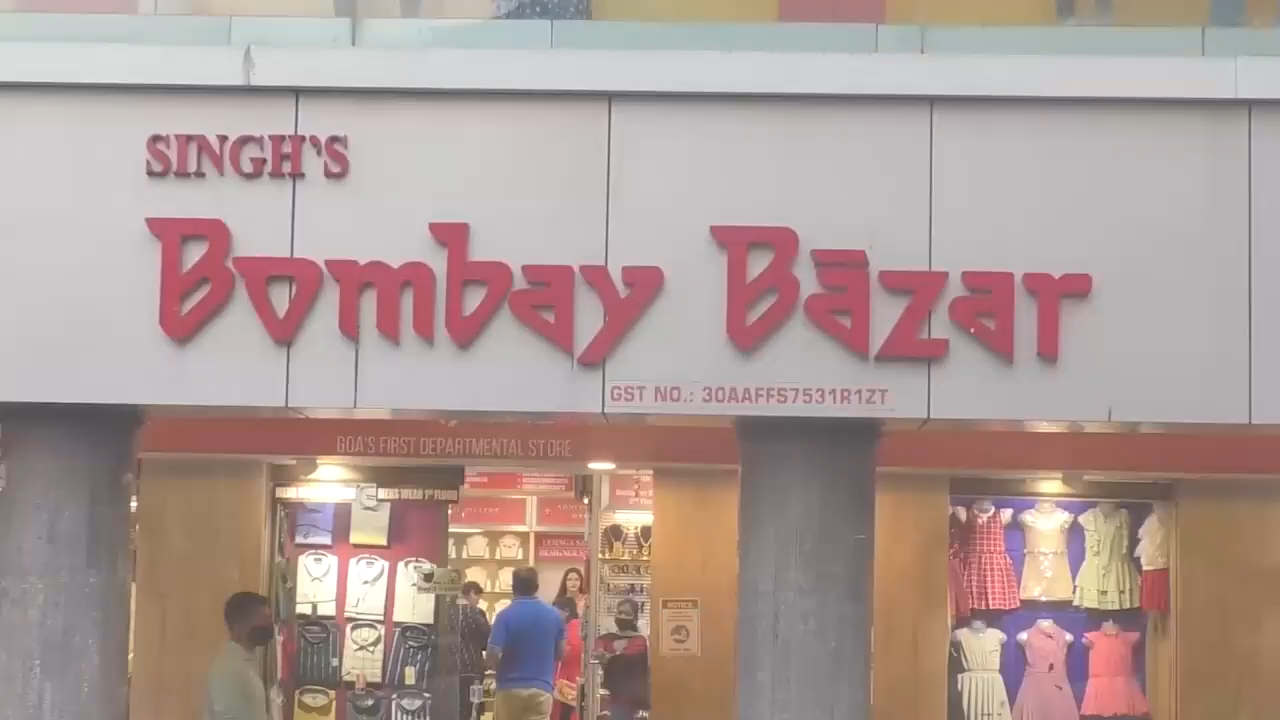 SINGH'S
Bombay Bāzar
GST NO.: 30AAFFS7531R1ZT
GOA'S FIRST DEPARTMENTAL STORE
MENS WEAR 1ST FLOOR
NOTICE